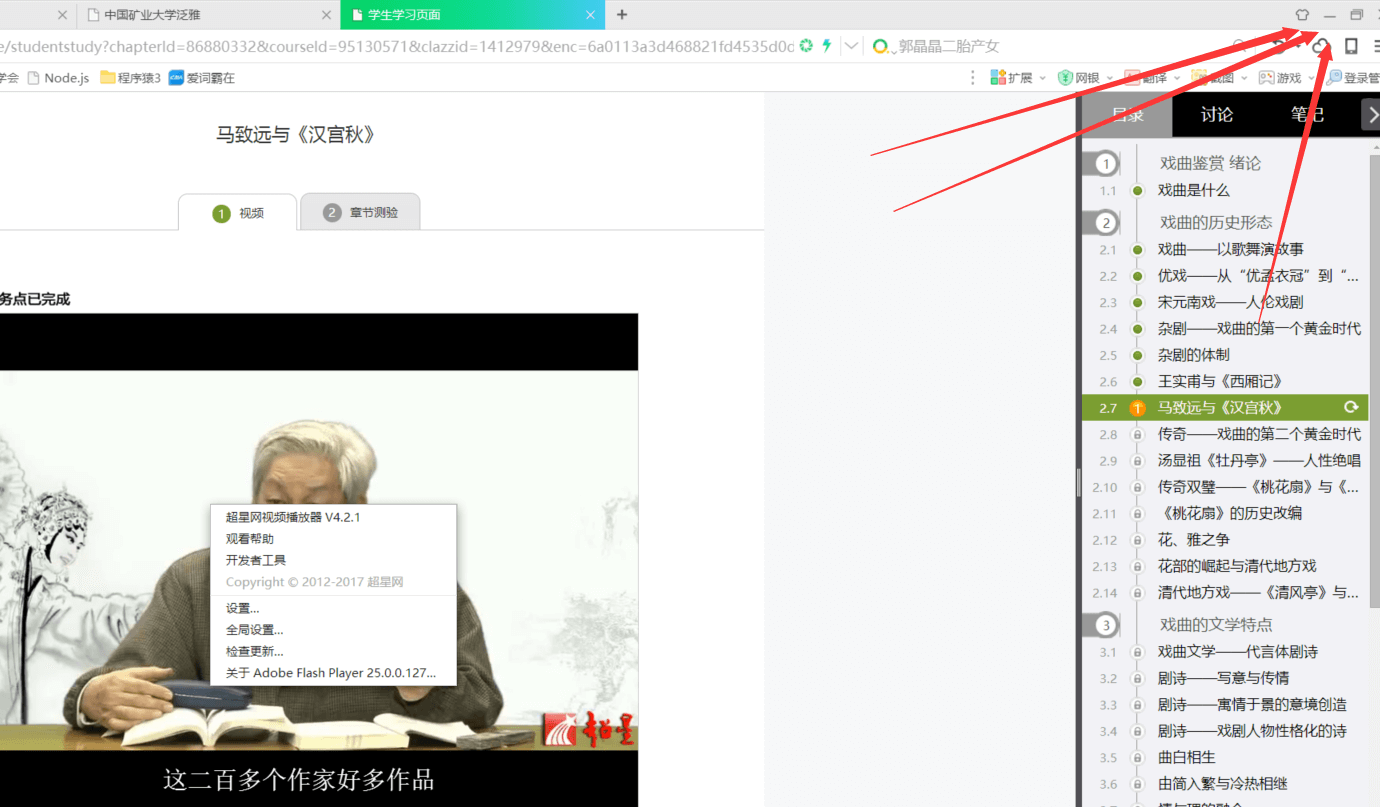 中国矿业大学泛雅
学生学习页面
e/studentstudy?chapterId=86880332&courseId=95130571&clazzid=1412979&enc=6a0113a3d468821fd4535d0d
郭晶晶二胎产女
学会 Node.js 程序猿3 爱词霸在
扩展 网银 翻译 截图 游戏 登录管
马致远与《汉宫秋》
1 视频
2 章节测验
务点已完成
超星网视频播放器 V4.2.1
观看帮助
开发者工具
Copyright © 2012-2017 超星网
设置...
全局设置...
检查更新...
关于 Adobe Flash Player 25.0.0.127...
超星
这二百多个作家好多作品
目录 讨论 笔记
1 戏曲鉴赏 绪论
1.1 戏曲是什么
2 戏曲的历史形态
2.1 戏曲——以歌舞演故事
2.2 优戏——从“优孟衣冠”到“...
2.3 宋元南戏——人伦戏剧
2.4 杂剧——戏曲的第一个黄金时代
2.5 杂剧的体制
2.6 王实甫与《西厢记》
2.7 1 马致远与《汉宫秋》
2.8 传奇——戏曲的第二个黄金时代
2.9 汤显祖《牡丹亭》——人性绝唱
2.10 传奇双璧——《桃花扇》与《...
2.11 《桃花扇》的历史改编
2.12 花、雅之争
2.13 花部的崛起与清代地方戏
2.14 清代地方戏——《清风亭》与...
3 戏曲的文学特点
3.1 戏曲文学——代言体剧诗
3.2 剧诗——写意与传情
3.3 剧诗——寓情于景的意境创造
3.4 剧诗——戏剧人物性格化的诗
3.5 曲白相生
3.6 由简入繁与冷热相继